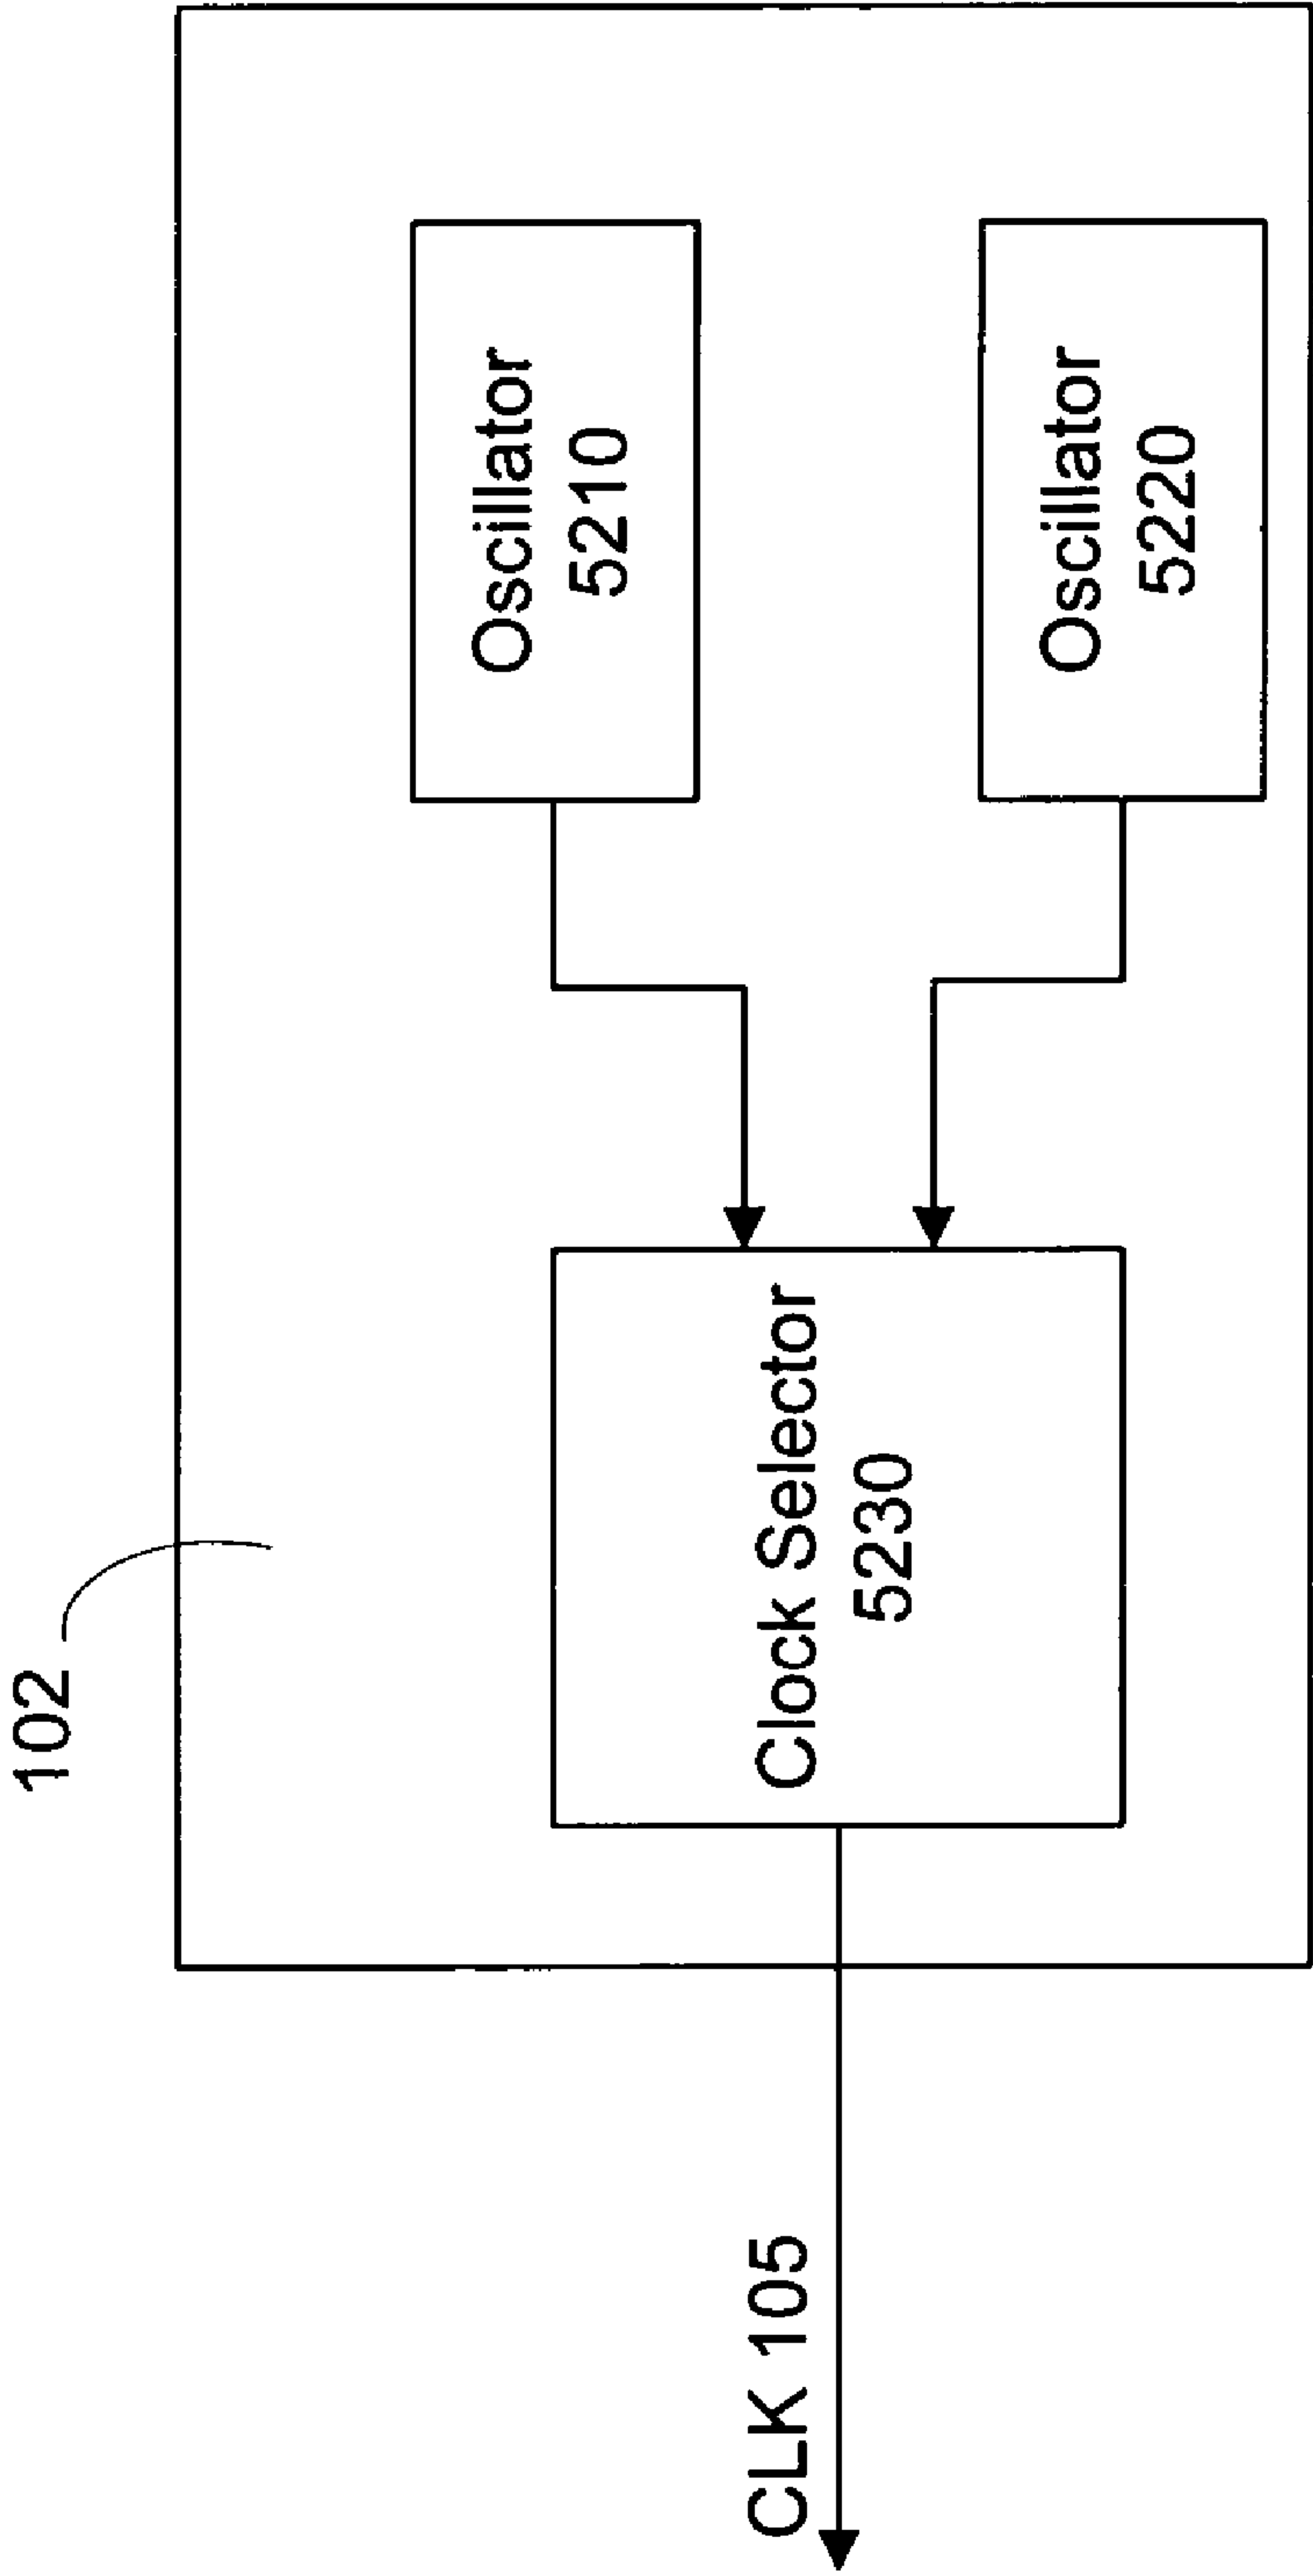 102
Oscillator
5210
Clock Selector
5230
CLK 105
Oscillator
5220